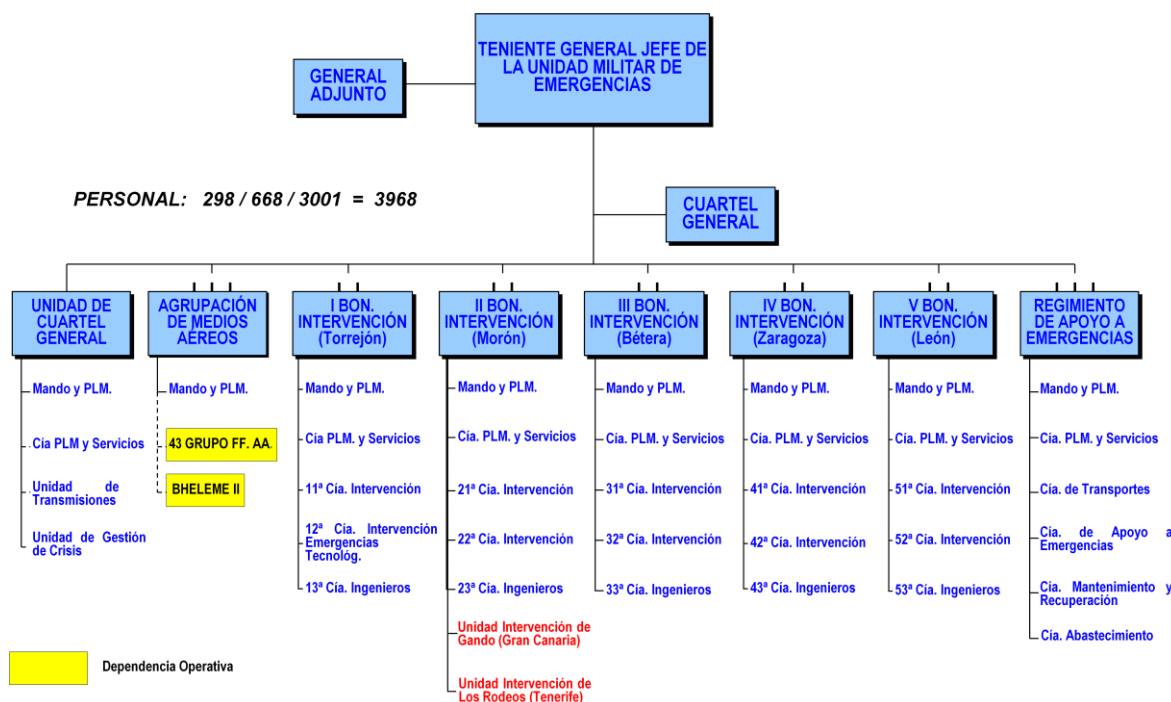 TENIENTE GENERAL JEFE DE
LA UNIDAD MILITAR DE
EMERGENCIAS
GENERAL
ADJUNTO
PERSONAL: 298 / 668 / 3001 = 3968
CUARTEL
GENERAL
UNIDAD DE
CUARTEL
GENERAL
Mando y PLM.
Cía PLM y Servicios
Unidad de
Transmisiones
Unidad de Gestión
de Crisis
AGRUPACIÓN
DE MEDIOS
AÉREOS
Mando y PLM.
43 GRUPO FF. AA.
BHELEME II
I BON.
INTERVENCIÓN
(Torrejón)
Mando y PLM.
Cía PLM. y Servicios
11ª Cía. Intervención
12ª Cía. Intervención
Emergencias
Tecnológ.
13ª Cía. Ingenieros
II BON.
INTERVENCIÓN
(Morón)
Mando y PLM.
Cía. PLM. y Servicios
21ª Cía. Intervención
22ª Cía. Intervención
23ª Cía. Ingenieros
Unidad Intervención de
Gando (Gran Canaria)
Unidad Intervención de
Los Rodeos (Tenerife)
III BON.
INTERVENCIÓN
(Bétera)
Mando y PLM.
Cía. PLM. y Servicios
31ª Cía. Intervención
32ª Cía. Intervención
33ª Cía. Ingenieros
IV BON.
INTERVENCIÓN
(Zaragoza)
Mando y PLM.
Cía. PLM. y Servicios
41ª Cía. Intervención
42ª Cía. Intervención
43ª Cía. Ingenieros
V BON.
INTERVENCIÓN
(León)
Mando y PLM.
Cía. PLM. y Servicios
51ª Cía. Intervención
52ª Cía. Intervención
53ª Cía. Ingenieros
REGIMIENTO
DE APOYO A
EMERGENCIAS
Mando y PLM.
Cía. PLM. y Servicios
Cía. de Transportes
Cía. de Apoyo a
Emergencias
Cía. Mantenimiento y
Recuperación
Cía. Abastecimiento
Dependencia Operativa